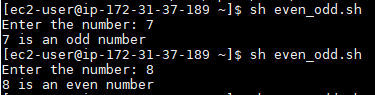 [ec2-user@ip-172-31-37-189 ~]$ sh even_odd.sh
Enter the number: 7
7 is an odd number
[ec2-user@ip-172-31-37-189 ~]$ sh even_odd.sh
Enter the number: 8
8 is an even number